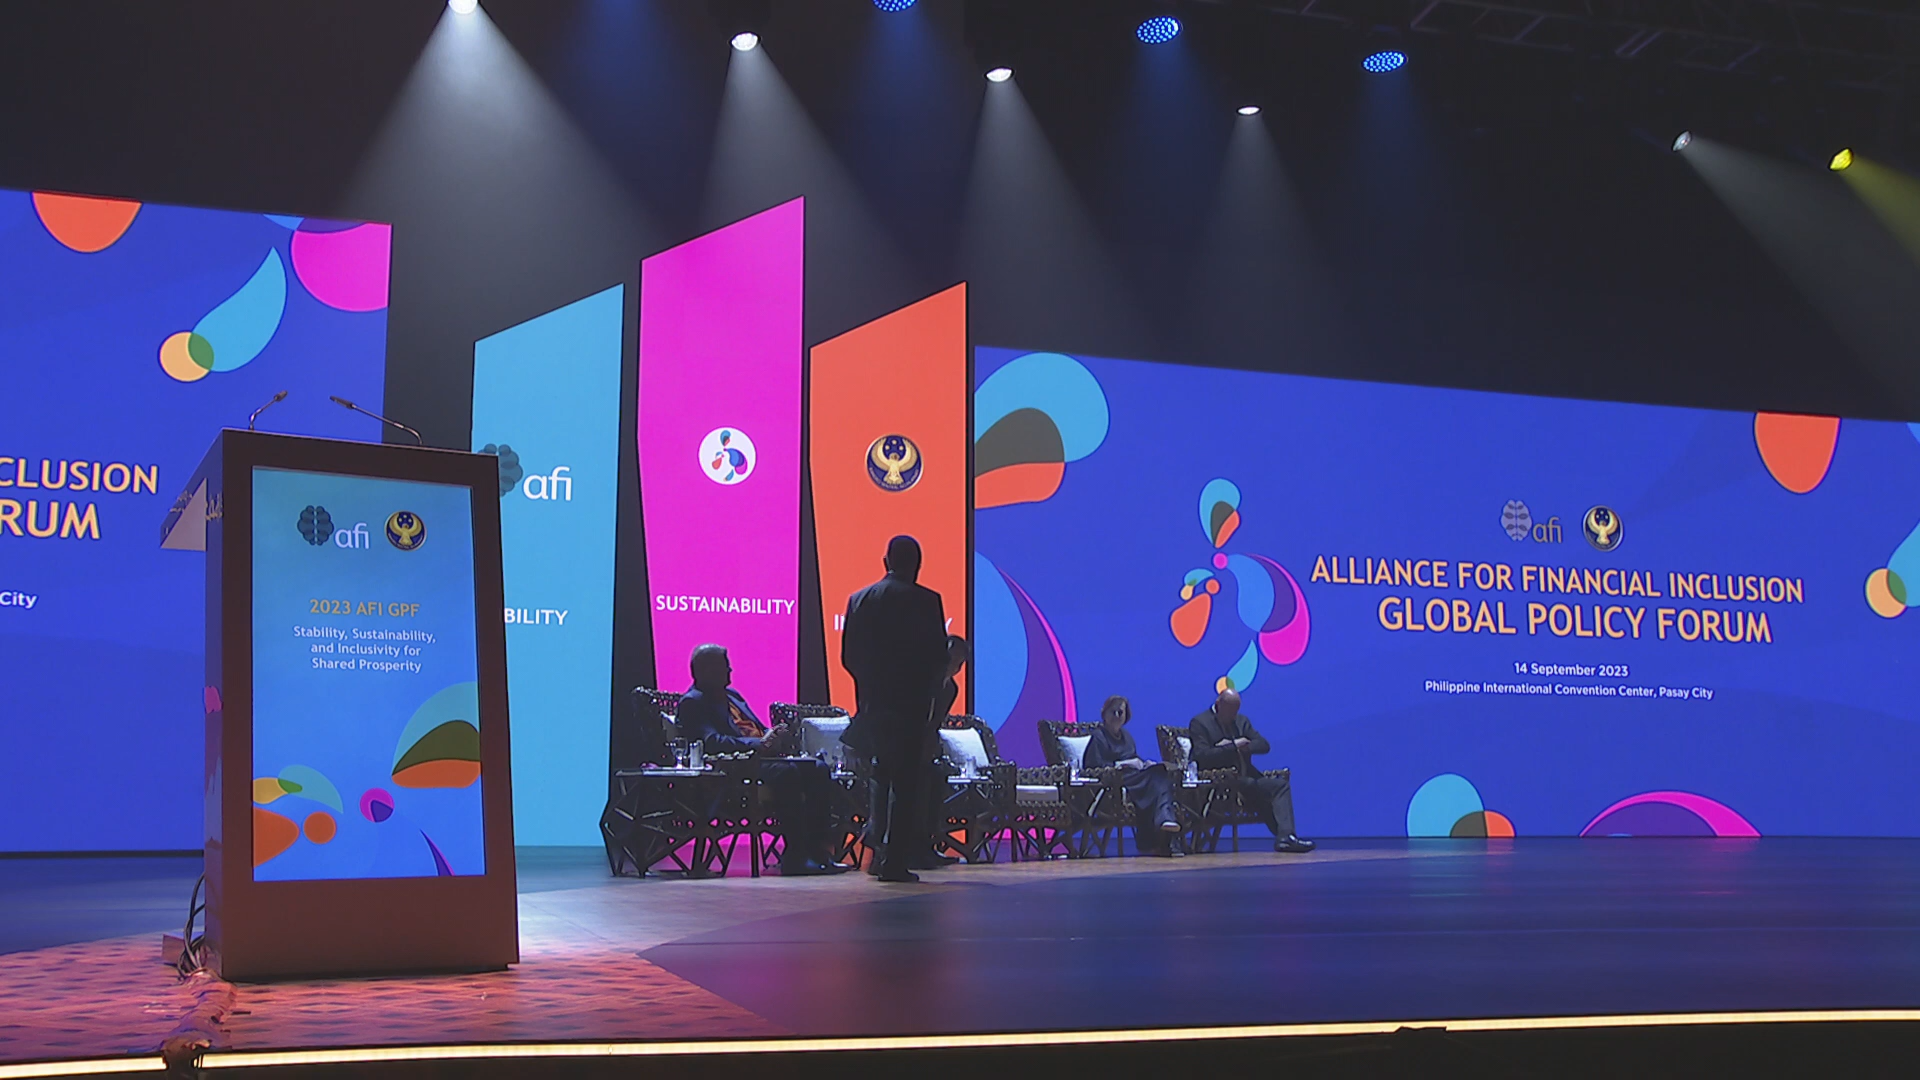 CLUSION
RUM
City
afi
2023 AFI GPF
Stability, Sustainability,
and Inclusivity for
Shared Prosperity
afi
BILITY
SUSTAINABILITY
afi
ALLIANCE FOR FINANCIAL INCLUSION
GLOBAL POLICY FORUM
14 September 2023
Philippine International Convention Center, Pasay City